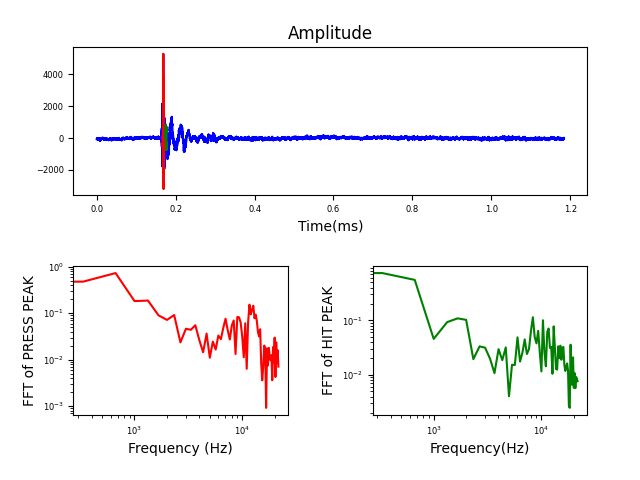 Amplitude
4000
2000
0
−2000
0.0 0.2 0.4 0.6 0.8 1.0 1.2
Time(ms)
FFT of PRESS PEAK
10⁰
10⁻¹
10⁻²
10⁻³
10³ 10⁴
Frequency (Hz)
FFT of HIT PEAK
10⁻¹
10⁻²
10³ 10⁴
Frequency(Hz)